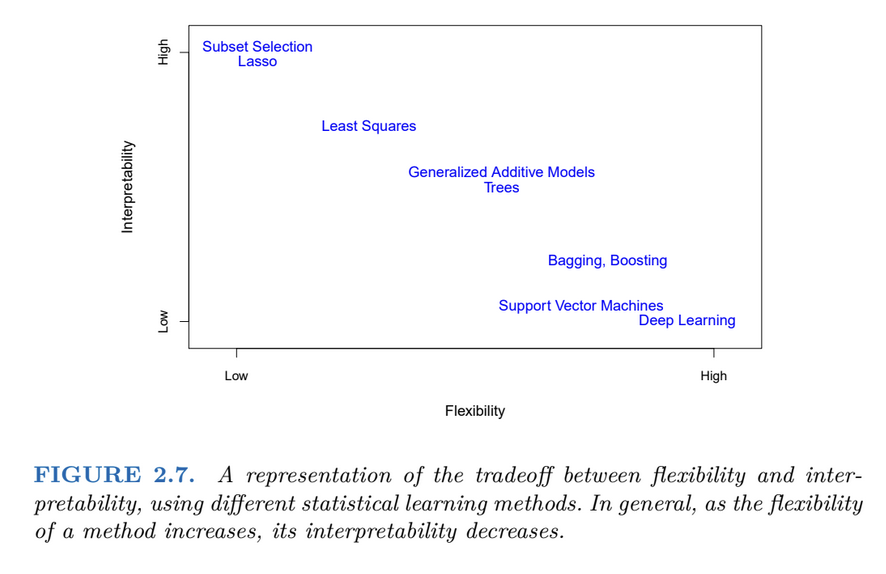 High
Subset Selection
Lasso
Least Squares
Generalized Additive Models
Trees
Interpretability
Bagging, Boosting
Support Vector Machines
Deep Learning
Low
Low
High
Flexibility
FIGURE 2.7. A representation of the tradeoff between flexibility and inter-
pretability, using different statistical learning methods. In general, as the flexibility
of a method increases, its interpretability decreases.